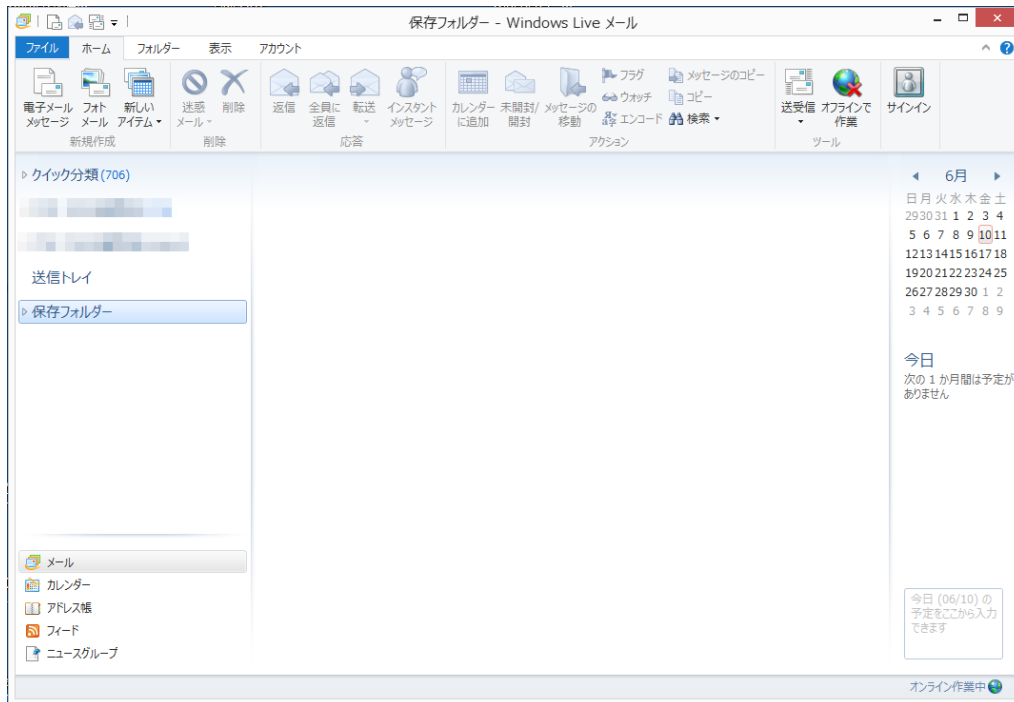 保存フォルダー - Windows Live メール
ファイル ホーム フォルダー 表示 アカウント
電子メール メッセージ
フォト メール
新しい アイテム
迷惑 メール
削除
返信
全員に 返信
転送
インスタント メッセージ
カレンダー に追加
未開封/ 開封
メッセージの 移動
フラグ
ウォッチ
エンコード
メッセージのコピー
コピー
検索
送受信
オフラインで 作業
サインイン
新規作成 削除 応答 アクション ツール
クイック分類 (706)
送信トレイ
保存フォルダー
メール
カレンダー
アドレス帳
フィード
ニュースグループ
6月
日 月 火 水 木 金 土
29 30 31 1 2 3 4
5 6 7 8 9 10 11
12 13 14 15 16 17 18
19 20 21 22 23 24 25
26 27 28 29 30 1 2
3 4 5 6 7 8 9
今日
次の 1 か月間は予定が
ありません
今日 (06/10) の
予定をここから入力
できます
オンライン作業中